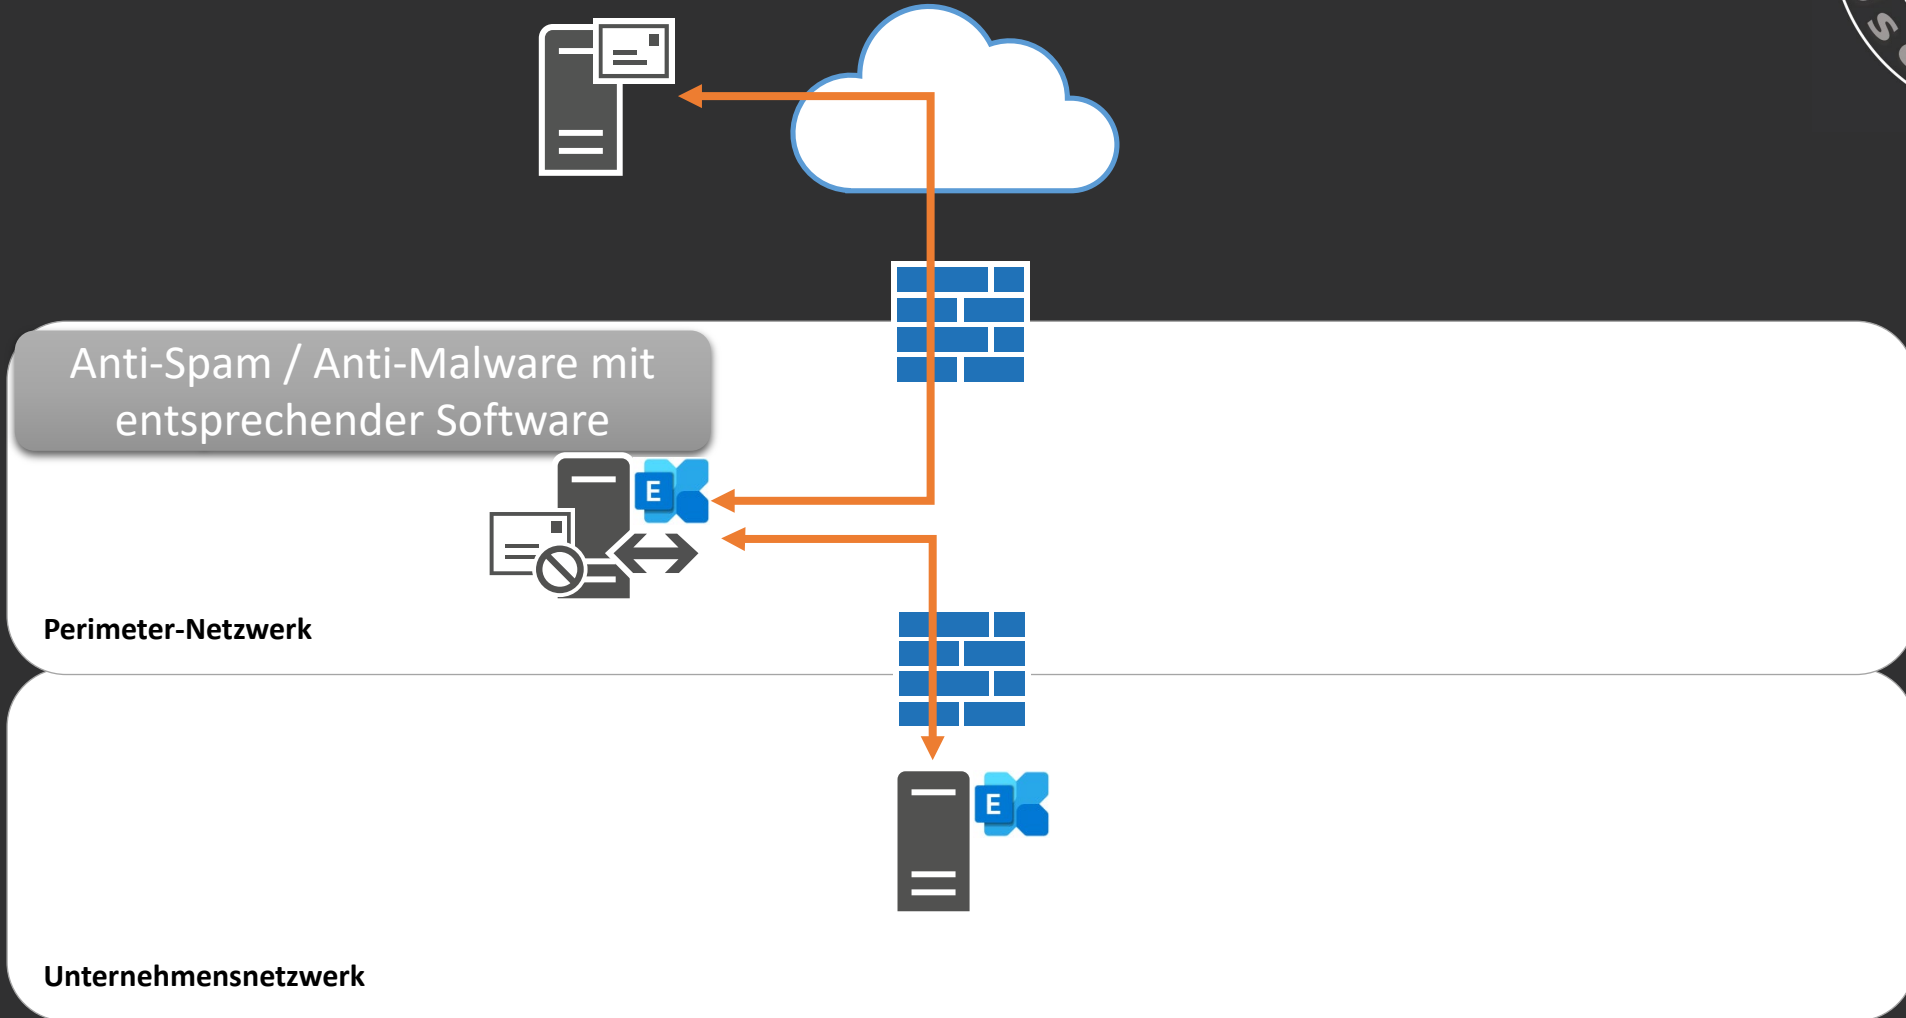 Anti-Spam / Anti-Malware mit
entsprechender Software
E
Perimeter-Netzwerk
E
Unternehmensnetzwerk